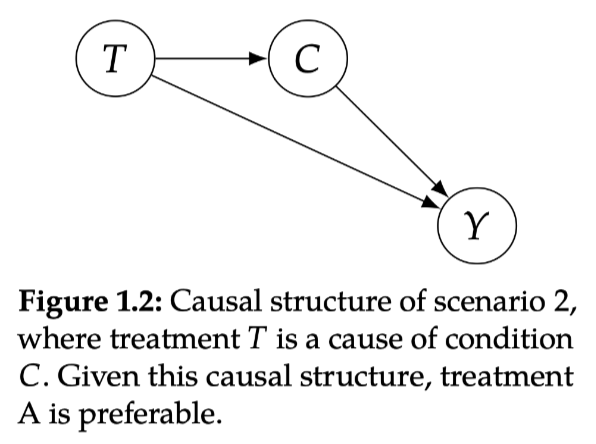 T
C
Y
Figure 1.2: Causal structure of scenario 2,
where treatment T is a cause of condition
C. Given this causal structure, treatment
A is preferable.